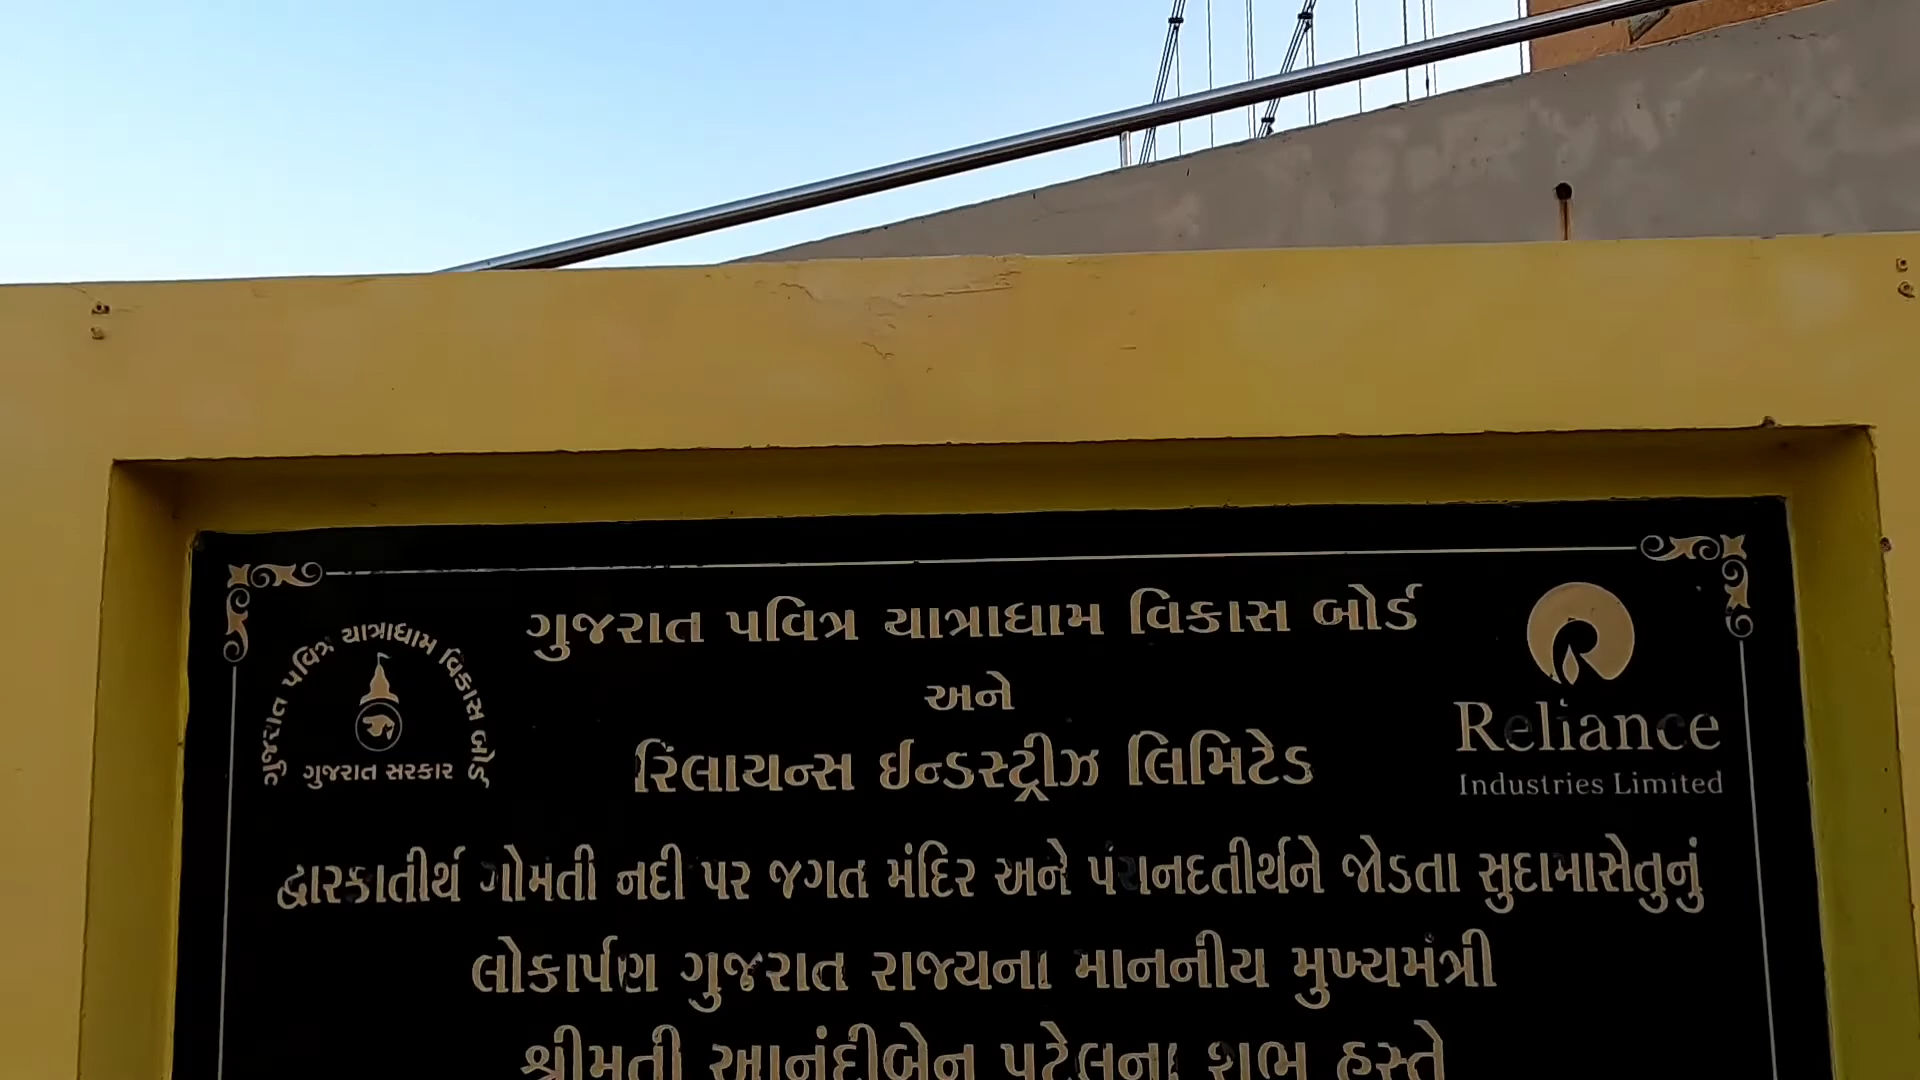 ગુજરાત પવિત્ર યાત્રાધામ વિકાસ બોર્ડ
ગુજરાત સરકાર
ગુજરાત પવિત્ર યાત્રાધામ વિકાસ બોર્ડ
અને
રિલાયન્સ ઈન્ડસ્ટ્રીઝ લિમિટેડ
Reliance
Industries Limited
દ્વારકાતીર્થ ગોમતી નદી પર જગત મંદિર અને પંચનદતીર્થને જોડતા સુદામાસેતુનું
લોકાર્પણ ગુજરાત રાજ્યના માનનીય મુખ્યમંત્રી
શ્રીમતી આનંદીબેન પટેલના શુભ હસ્તે